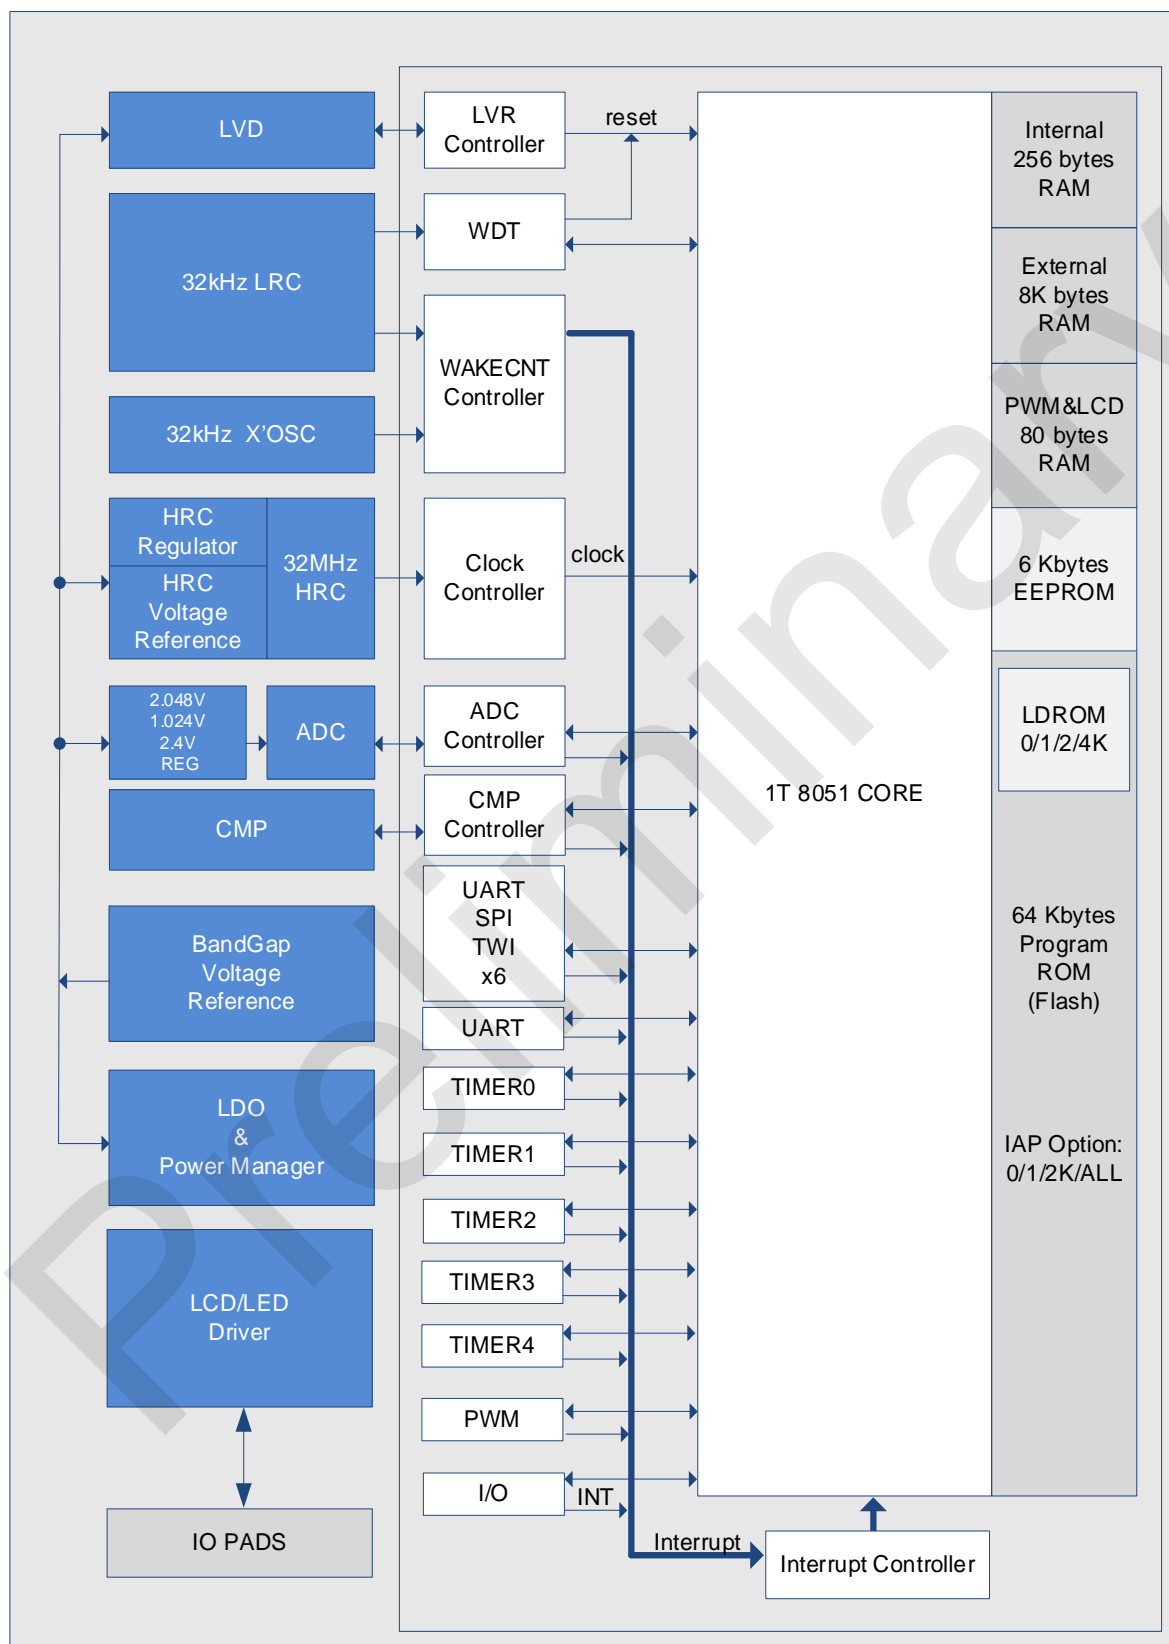 LVD
LVR
Controller
reset
Internal
256 bytes
RAM
32kHz LRC
WDT
External
8K bytes
RAM
WAKECNT
Controller
PWM&LCD
80 bytes
RAM
32kHz X'OSC
HRC
Regulator
HRC
Voltage
Reference
32MHz
HRC
Clock
Controller
clock
6 Kbytes
EEPROM
2.048V
1.024V
2.4V
REG
ADC
ADC
Controller
LDROM
0/1/2/4K
1T 8051 CORE
CMP
CMP
Controller
UART
SPI
TWI
x6
64 Kbytes
Program
ROM
(Flash)
BandGap
Voltage
Reference
UART
LDO
&
Power Manager
TIMER0
TIMER1
IAP Option:
0/1/2K/ALL
TIMER2
LCD/LED
Driver
TIMER3
TIMER4
PWM
I/O
INT
IO PADS
Interrupt
Interrupt Controller
Preliminary